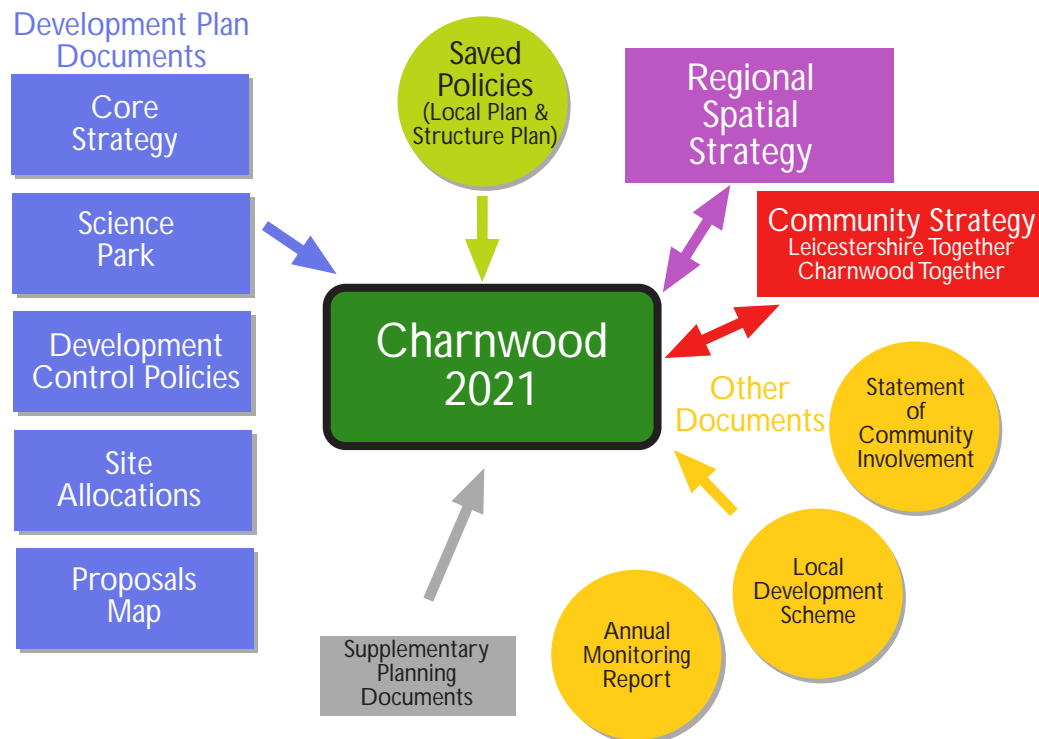 Development Plan
Documents
Core
Strategy
Science
Park
Development
Control Policies
Site
Allocations
Proposals
Map
Saved
Policies
(Local Plan &
Structure Plan)
Regional
Spatial
Strategy
Community Strategy
Leicestershire Together
Charnwood Together
Charnwood
2021
Other
Documents
Statement
of
Community
Involvement
Local
Development
Scheme
Annual
Monitoring
Report
Supplementary
Planning
Documents